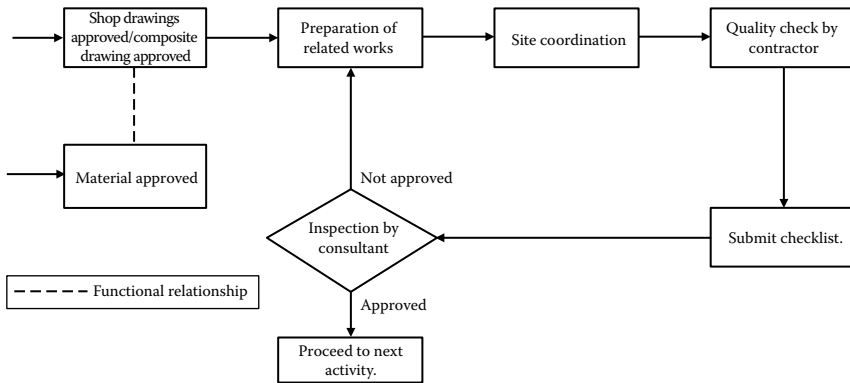 Shop drawings
approved/composite
drawing approved
Preparation of
related works
Site coordination
Quality check by
contractor
Material approved
Not approved
Inspection by
consultant
Submit checklist.
Functional relationship
Approved
Proceed to next
activity.